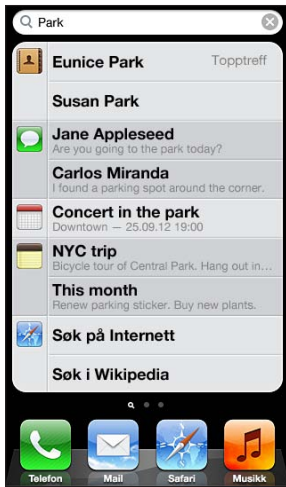 Park
Eunice Park Topptreff
Susan Park
Jane Appleseed
Are you going to the park today?
Carlos Miranda
I found a parking spot around the corner.
Concert in the park
Downtown — 25.09.12 19:00
NYC trip
Bicycle tour of Central Park. Hang out in...
This month
Renew parking sticker. Buy new plants.
Søk på Internett
Søk i Wikipedia
Telefon Mail Safari Musikk